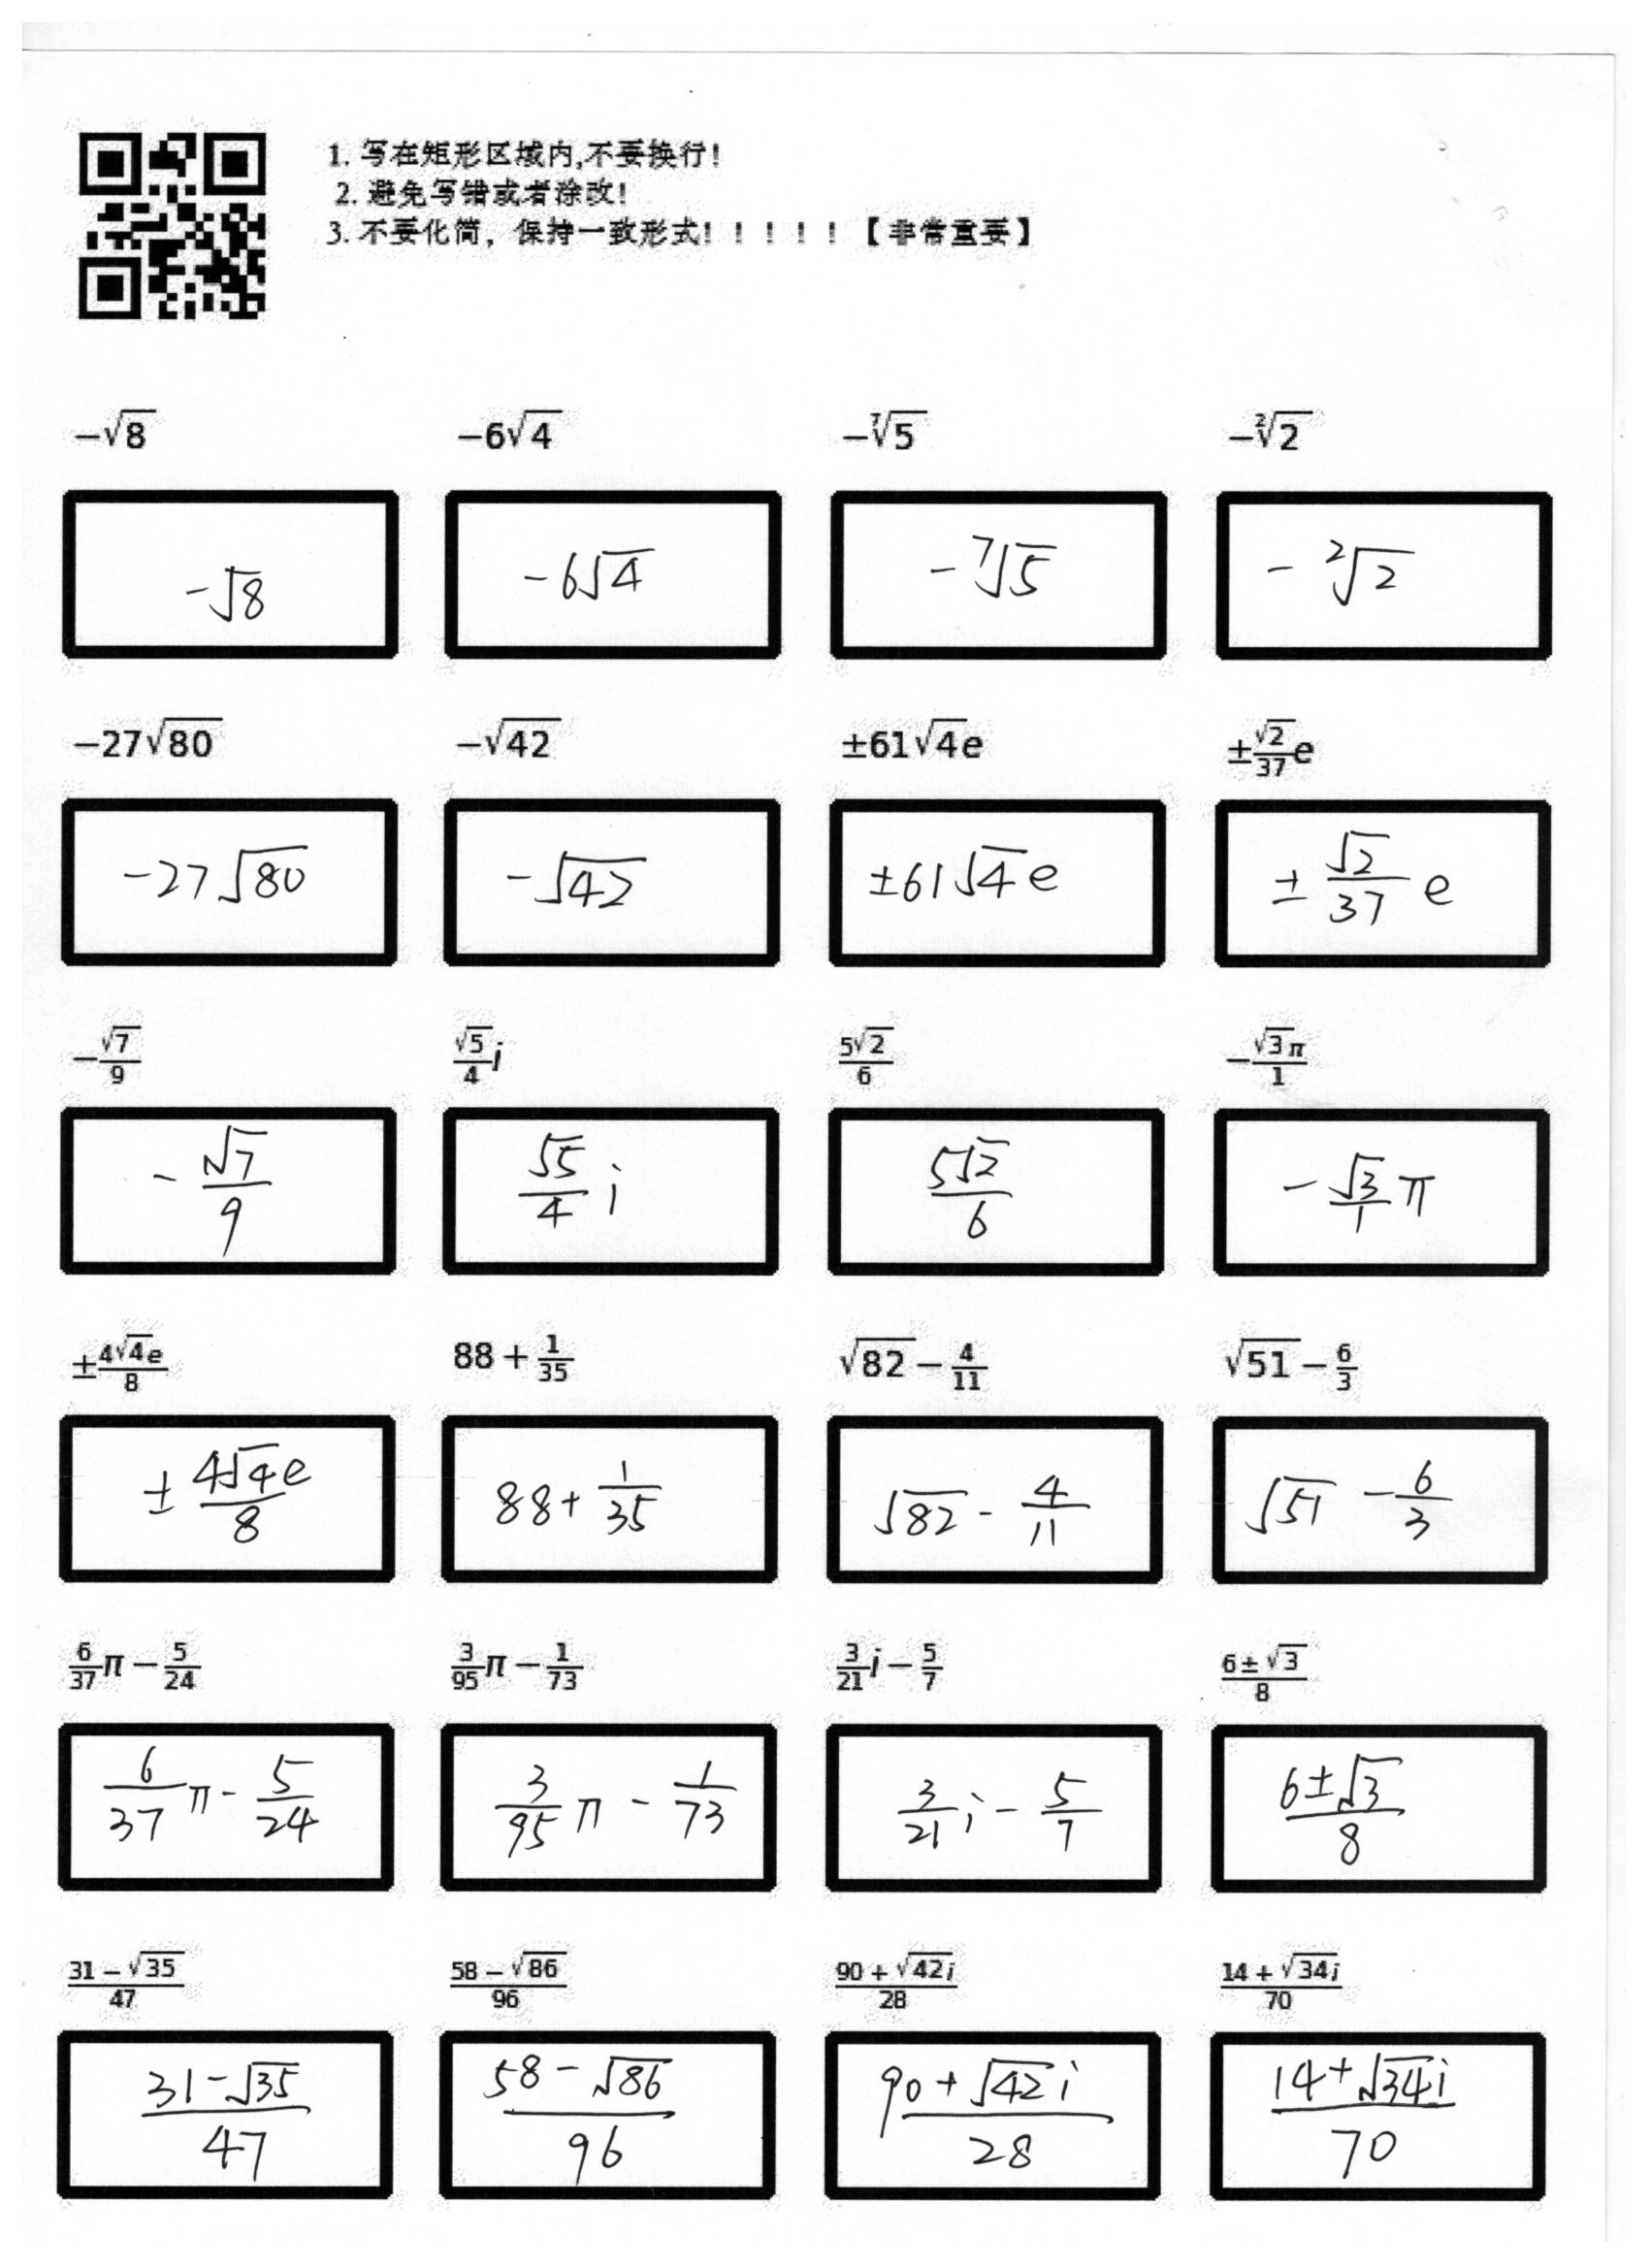 1. 写在矩形区域内,不要换行!
2. 避免写错或者涂改!
3. 不要化简，保持一致形式!！！！！【非常重要】
$-\sqrt{8}$ $-6\sqrt{4}$ $-\sqrt[7]{5}$ $-\sqrt[2]{2}$
$-\sqrt{8}$ $-6\sqrt{4}$ $-\sqrt[7]{5}$ $-\sqrt[2]{2}$
$-27\sqrt{80}$ $-\sqrt{42}$ $\pm61\sqrt{4}e$ $\pm\frac{\sqrt{2}}{37}e$
$-27\sqrt{80}$ $-\sqrt{42}$ $\pm61\sqrt{4}e$ $\pm\frac{\sqrt{2}}{37}e$
$-\frac{\sqrt{7}}{9}$ $\frac{\sqrt{5}}{4}i$ $\frac{5\sqrt{2}}{6}$ $-\frac{\sqrt{3}\pi}{1}$
$-\frac{\sqrt{7}}{9}$ $\frac{\sqrt{5}}{4}i$ $\frac{5\sqrt{2}}{6}$ $-\frac{\sqrt{3}}{1}\pi$
$\pm\frac{4\sqrt{4}e}{8}$ $88+\frac{1}{35}$ $\sqrt{82}-\frac{4}{11}$ $\sqrt{51}-\frac{6}{3}$
$\pm\frac{4\sqrt{4}e}{8}$ $88+\frac{1}{35}$ $\sqrt{82}-\frac{4}{11}$ $\sqrt{51}-\frac{6}{3}$
$\frac{6}{37}\pi-\frac{5}{24}$ $\frac{3}{95}\pi-\frac{1}{73}$ $\frac{3}{21}i-\frac{5}{7}$ $\frac{6\pm\sqrt{3}}{8}$
$\frac{6}{37}\pi-\frac{5}{24}$ $\frac{3}{95}\pi-\frac{1}{73}$ $\frac{3}{21}i-\frac{5}{7}$ $\frac{6\pm\sqrt{3}}{8}$
$\frac{31-\sqrt{35}}{47}$ $\frac{58-\sqrt{86}}{96}$ $\frac{90+\sqrt{42}i}{28}$ $\frac{14+\sqrt{34}i}{70}$
$\frac{31-\sqrt{35}}{47}$ $\frac{58-\sqrt{86}}{96}$ $\frac{90+\sqrt{42}i}{28}$ $\frac{14+\sqrt{34}i}{70}$